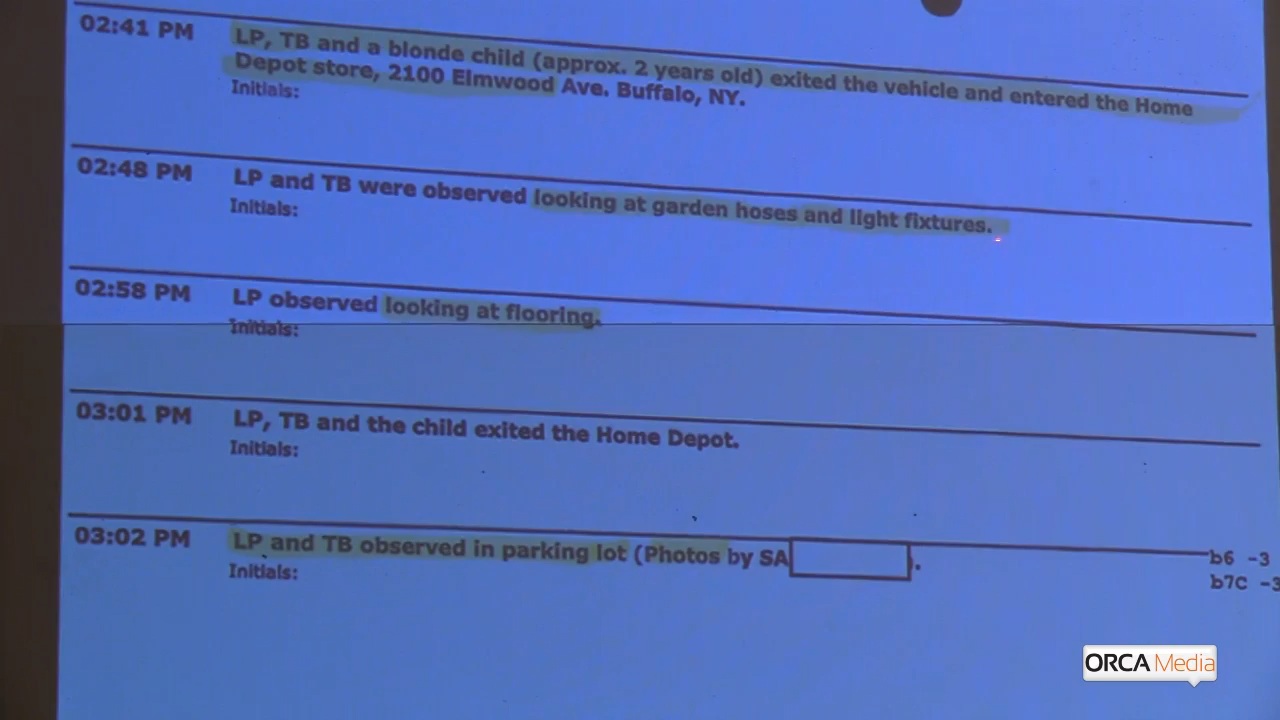 02:41 PM LP, TB and a blonde child (approx. 2 years old) exited the vehicle and entered the Home
Depot store, 2100 Elmwood Ave. Buffalo, NY.
Initials:
02:48 PM LP and TB were observed looking at garden hoses and light fixtures.
Initials:
02:58 PM LP observed looking at flooring.
Initials:
03:01 PM LP, TB and the child exited the Home Depot.
Initials:
03:02 PM LP and TB observed in parking lot (Photos by SA ).
b6 -3
Initials:
b7C -3
ORCA Media